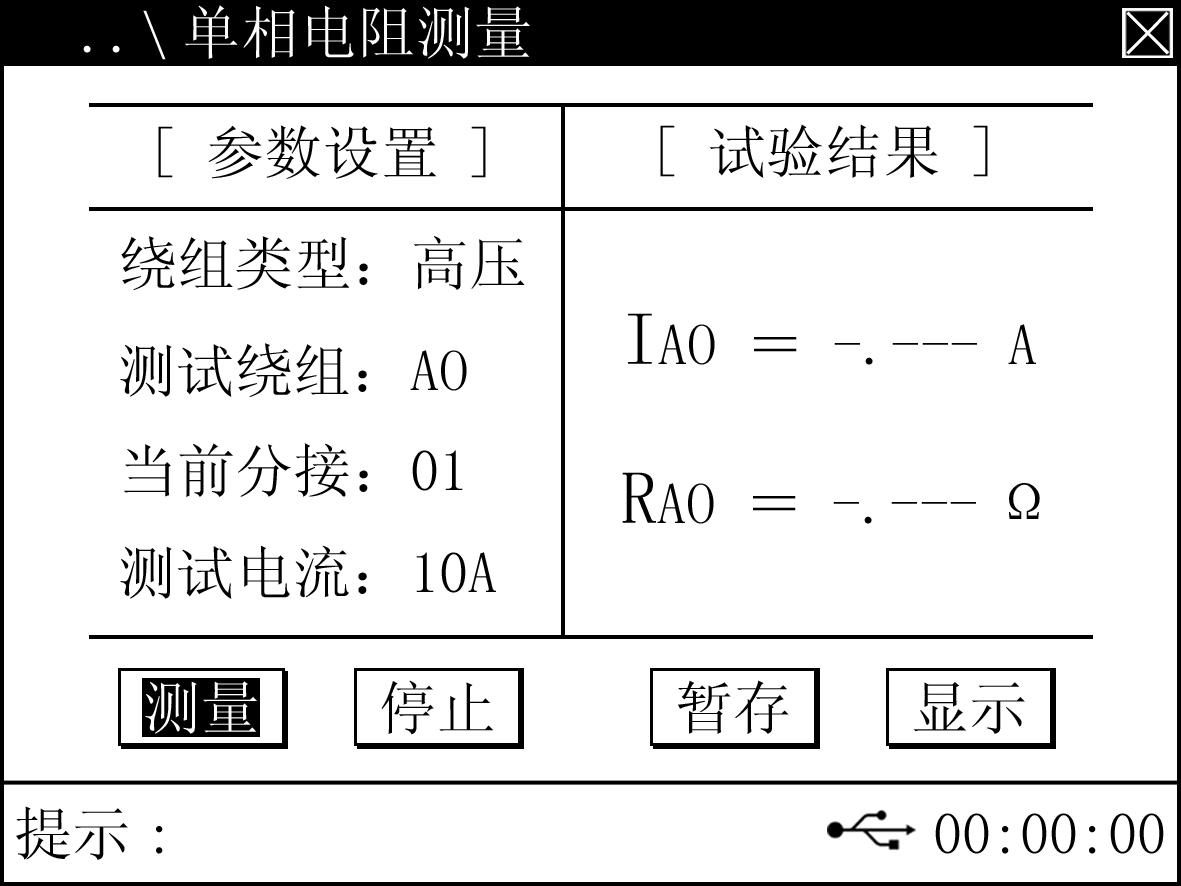 ..\单相电阻测量
[ 参数设置 ]
绕组类型：高压
测试绕组：AO
当前分接：01
测试电流：10A
[ 试验结果 ]
IAO = -.--- A
RAO = -.--- Ω
测量 停止 暂存 显示
提示：
00:00:00